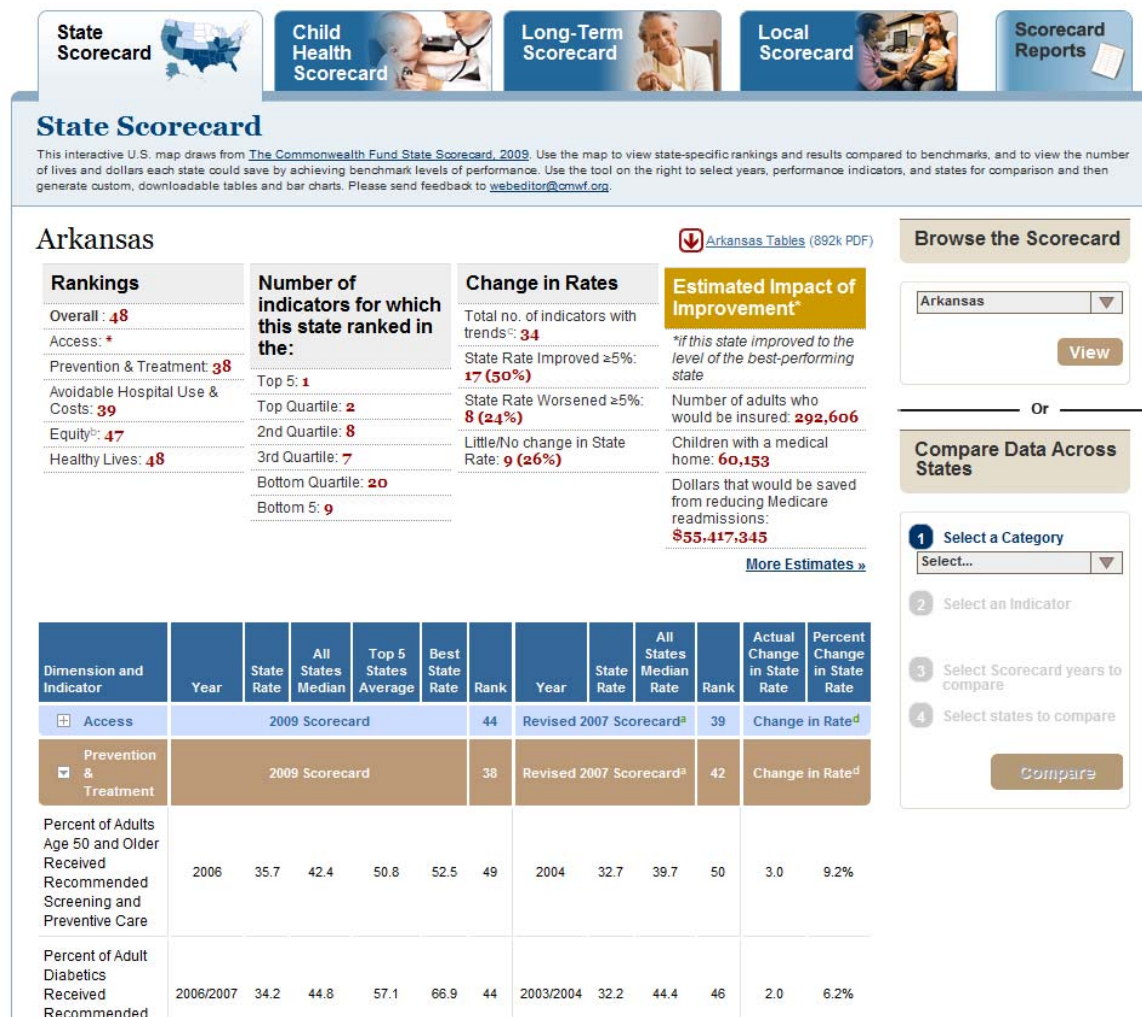 State
Scorecard
Child
Health
Scorecard
Long-Term
Scorecard
Local
Scorecard
Scorecard
Reports
State Scorecard
This interactive U.S. map draws from The Commonwealth Fund State Scorecard, 2009. Use the map to view state-specific rankings and results compared to benchmarks, and to view the number
of lives and dollars each state could save by achieving benchmark levels of performance. Use the tool on the right to select years, performance indicators, and states for comparison and then
generate custom, downloadable tables and bar charts. Please send feedback to webeditor@cmwf.org.
Arkansas
Arkansas Tables (892k PDF)
Rankings
Overall : 48
Access: *
Prevention & Treatment: 38
Avoidable Hospital Use &
Costs: 39
Equityb: 47
Healthy Lives: 48
Number of
indicators for which
this state ranked in
the:
Top 5: 1
Top Quartile: 2
2nd Quartile: 8
3rd Quartile: 7
Bottom Quartile: 20
Bottom 5: 9
Change in Rates
Total no. of indicators with
trendsc: 34
State Rate Improved ≥5%:
17 (50%)
State Rate Worsened ≥5%:
8 (24%)
Little/No change in State
Rate: 9 (26%)
Estimated Impact of
Improvement*
*if this state improved to the
level of the best-performing
state
Number of adults who
would be insured: 292,606
Children with a medical
home: 60,153
Dollars that would be saved
from reducing Medicare
readmissions:
$55,417,345
More Estimates »
Browse the Scorecard
Arkansas
View
Or
Compare Data Across
States
1 Select a Category
Select...
2 Select an Indicator
3 Select Scorecard years to
compare
4 Select states to compare
Compare
Dimension and
Indicator
Year
State
Rate
All
States
Median
Top 5
States
Average
Best
State
Rate
Rank
Year
State
Rate
All
States
Median
Rate
Rank
Actual
Change
in State
Rate
Percent
Change
in State
Rate
Access 2009 Scorecard 44 Revised 2007 Scorecarda 39 Change in Rated
Prevention
&
Treatment
2009 Scorecard 38 Revised 2007 Scorecarda 42 Change in Rated
Percent of Adults
Age 50 and Older
Received
Recommended
Screening and
Preventive Care
2006 35.7 42.4 50.8 52.5 49 2004 32.7 39.7 50 3.0 9.2%
Percent of Adult
Diabetics
Received
Recommended
2006/2007 34.2 44.8 57.1 66.9 44 2003/2004 32.2 44.4 46 2.0 6.2%